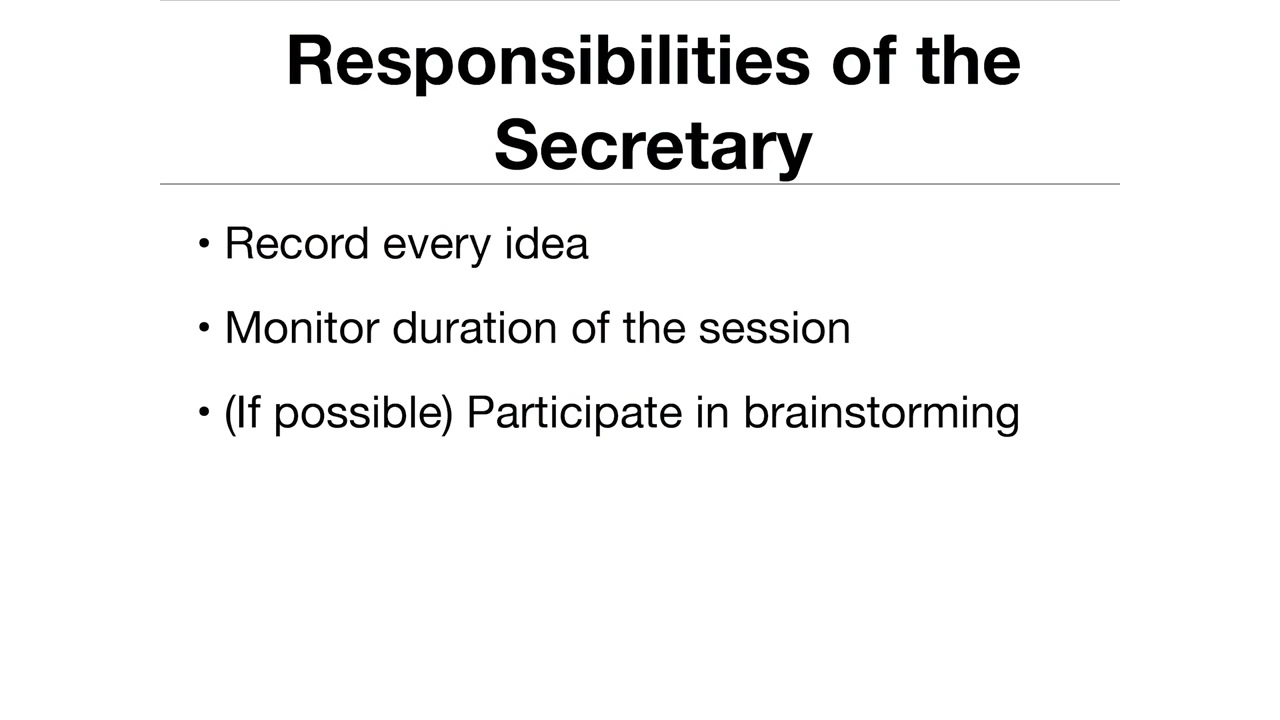 Responsibilities of the
Secretary
• Record every idea
• Monitor duration of the session
• (If possible) Participate in brainstorming